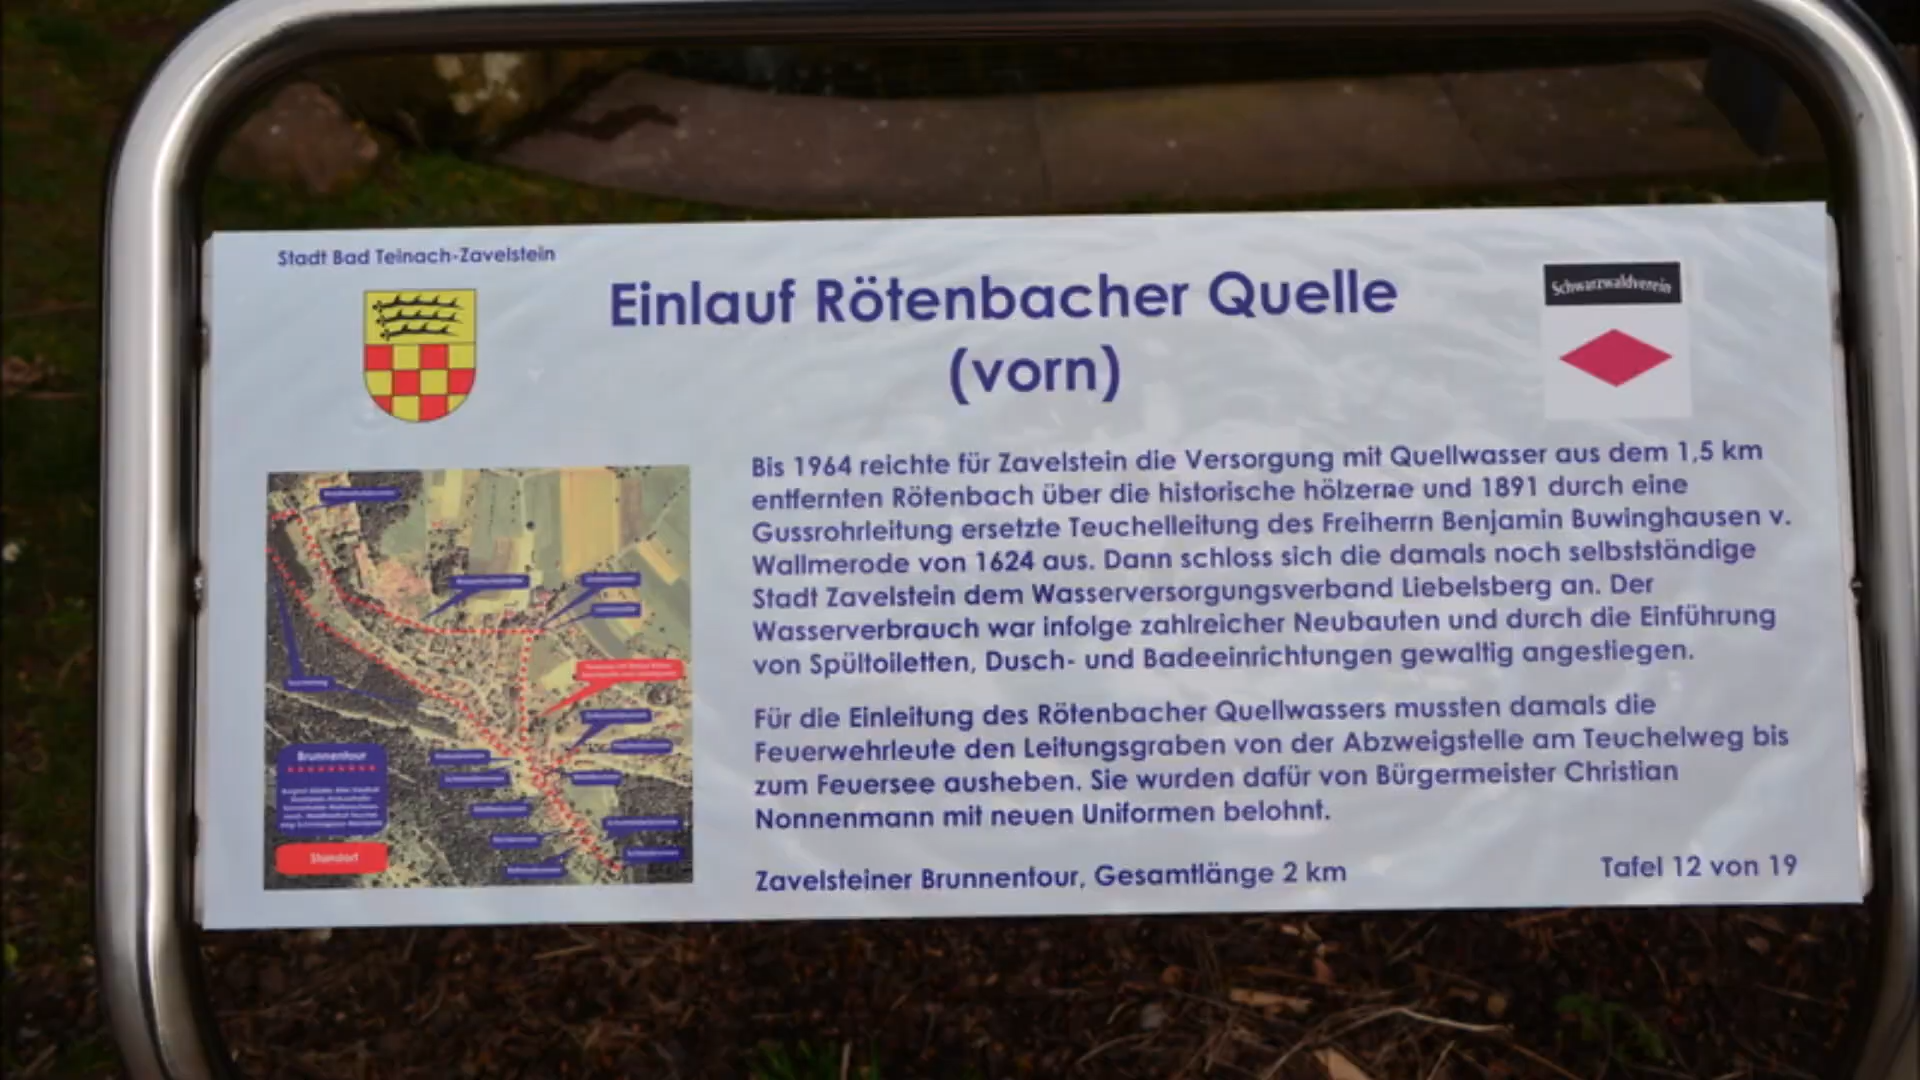 Stadt Bad Teinach-Zavelstein
Einlauf Rötenbacher Quelle
(vorn)
Schwarzwaldverein
Bis 1964 reichte für Zavelstein die Versorgung mit Quellwasser aus dem 1,5 km
entfernten Rötenbach über die historische hölzerne und 1891 durch eine
Gussrohrleitung ersetzte Teuchelleitung des Freiherrn Benjamin Buwinghausen v.
Wallmerode von 1624 aus. Dann schloss sich die damals noch selbstständige
Stadt Zavelstein dem Wasserversorgungsverband Liebelsberg an. Der
Wasserverbrauch war infolge zahlreicher Neubauten und durch die Einführung
von Spültoiletten, Dusch- und Badeeinrichtungen gewaltig angestiegen.
Für die Einleitung des Rötenbacher Quellwassers mussten damals die
Feuerwehrleute den Leitungsgraben von der Abzweigstelle am Teuchelweg bis
zum Feuersee ausheben. Sie wurden dafür von Bürgermeister Christian
Nonnenmann mit neuen Uniformen belohnt.
Zavelsteiner Brunnentour, Gesamtlänge 2 km
Tafel 12 von 19
Brunnentour
Standort